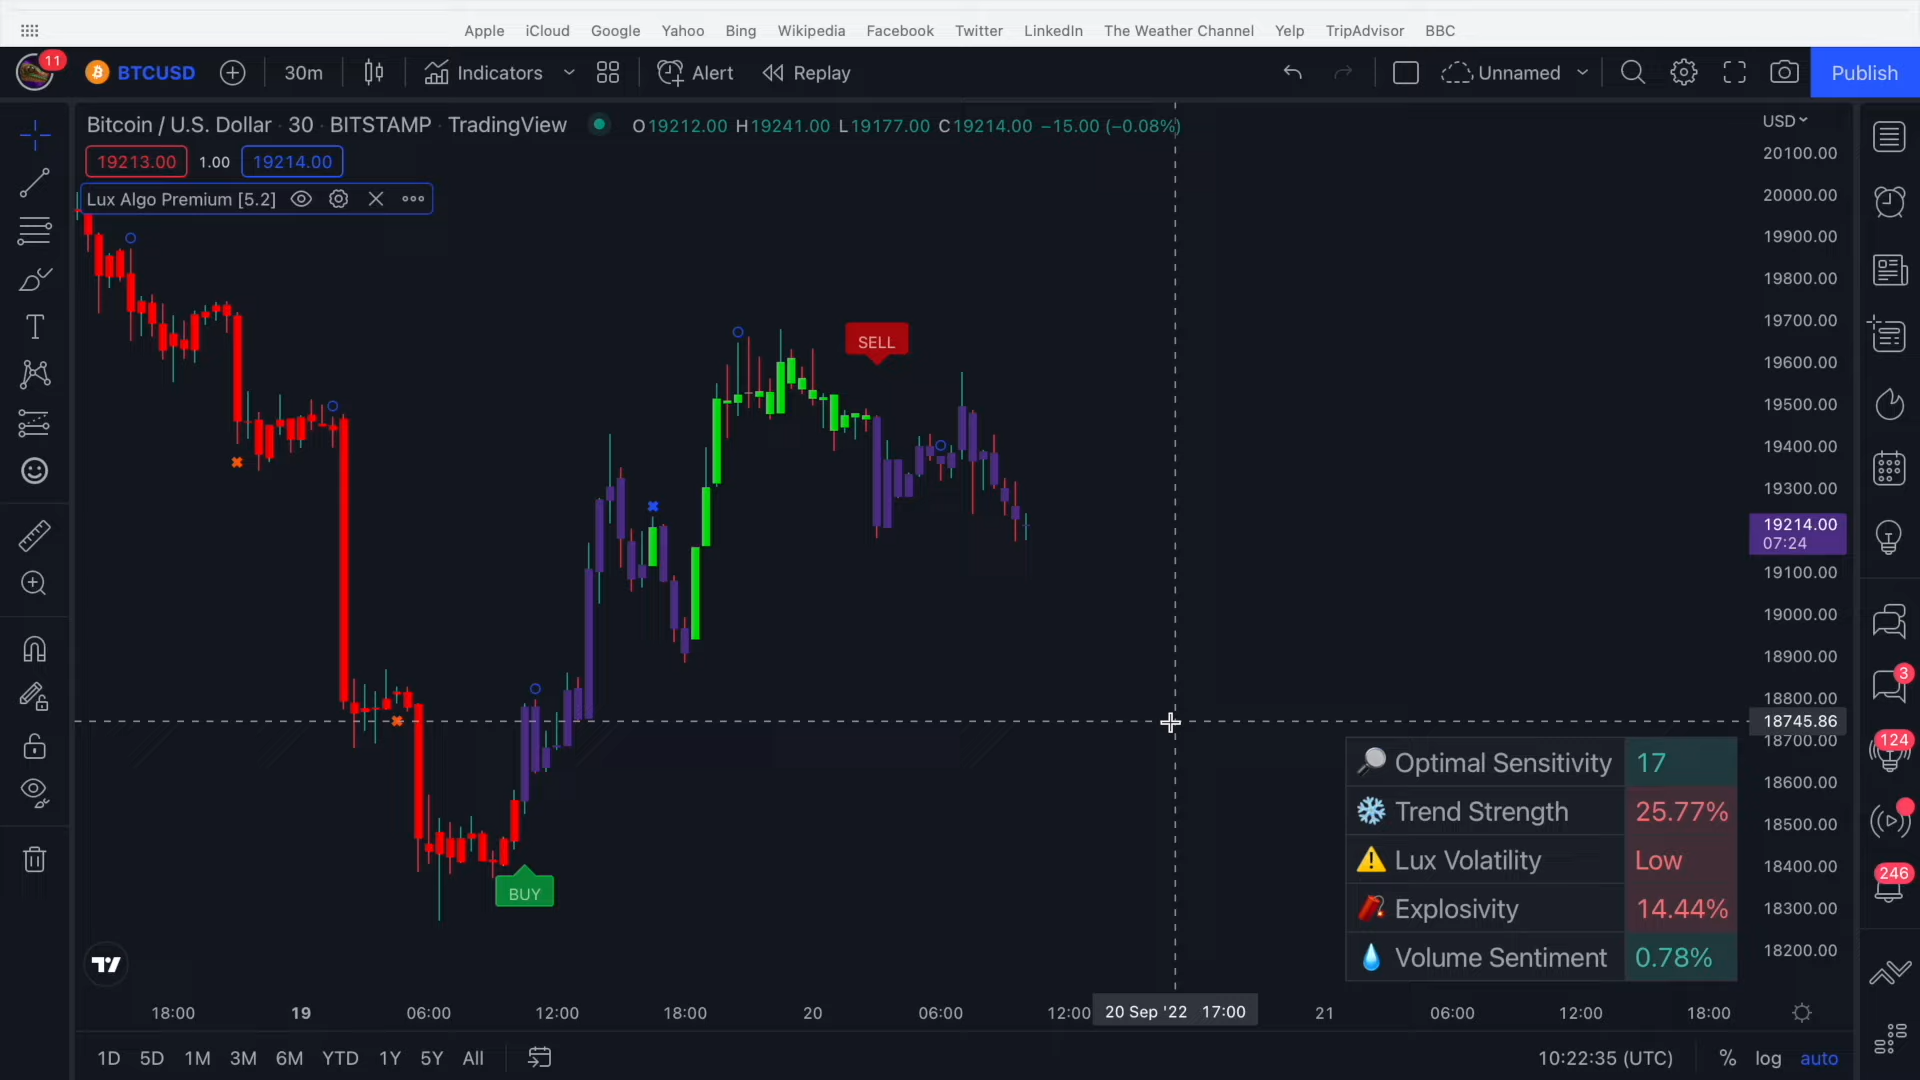 Apple iCloud Google Yahoo Bing Wikipedia Facebook Twitter LinkedIn The Weather Channel Yelp TripAdvisor BBC
11 BTCUSD 30m Indicators Alert Replay Unnamed Publish
Bitcoin / U.S. Dollar · 30 · BITSTAMP · TradingView O19212.00 H19241.00 L19177.00 C19214.00 −15.00 (−0.08%)
USD
19213.00 1.00 19214.00
Lux Algo Premium [5.2]
20100.00
20000.00
19900.00
19800.00
19700.00
19600.00
19500.00
19400.00
19300.00
19214.00
07:24
19100.00
19000.00
18900.00
18800.00
18745.86
18700.00
18600.00
18500.00
18400.00
18300.00
18200.00
SELL
BUY
Optimal Sensitivity 17
Trend Strength 25.77%
Lux Volatility Low
Explosivity 14.44%
Volume Sentiment 0.78%
3
124
246
18:00 19 06:00 12:00 18:00 20 06:00 12:00 20 Sep '22 17:00 21 06:00 12:00 18:00
1D 5D 1M 3M 6M YTD 1Y 5Y All 10:22:35 (UTC) % log auto